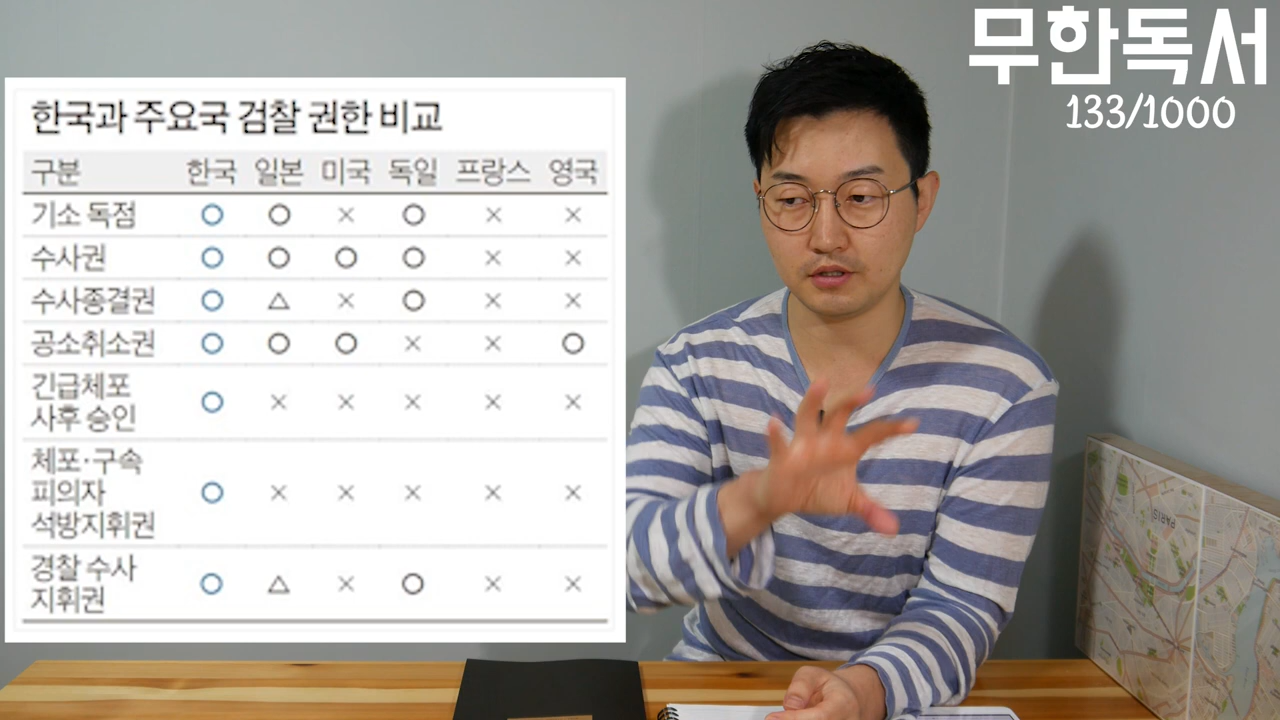 무한독서
133/1000
한국과 주요국 검찰 권한 비교
구분 한국 일본 미국 독일 프랑스 영국
기소 독점 ○ ○ × ○ × ×
수사권 ○ ○ ○ ○ × ×
수사종결권 ○ △ × ○ × ×
공소취소권 ○ ○ ○ × × ○
긴급체포
사후 승인 ○ × × × × ×
체포·구속
피의자 ○ × × × × ×
석방지휘권
경찰 수사
지휘권 ○ △ × ○ × ×
PARIS